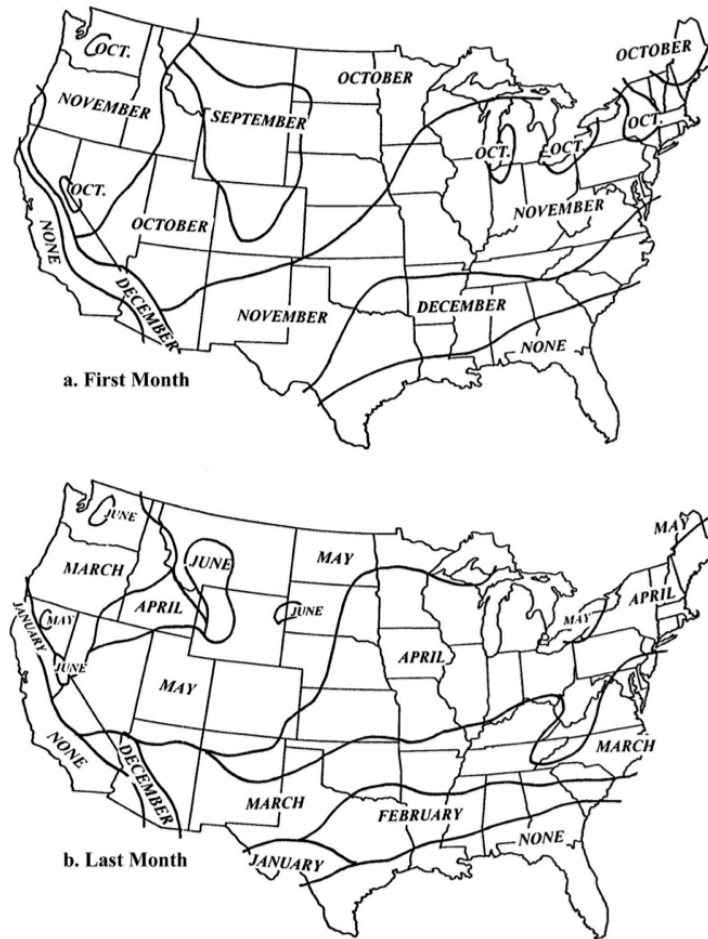 OCT.
OCTOBER
OCTOBER
NOVEMBER
SEPTEMBER
OCT.
OCT.
OCT.
OCT.
NOVEMBER
OCTOBER
NONE
DECEMBER
NOVEMBER
DECEMBER
NONE
a. First Month
JUNE
MAY
MAY
JUNE
MARCH
APRIL
JUNE
APRIL
JANUARY
MAY
MAY
JUNE
APRIL
MAY
NONE
DECEMBER
MARCH
MARCH
FEBRUARY
NONE
JANUARY
b. Last Month